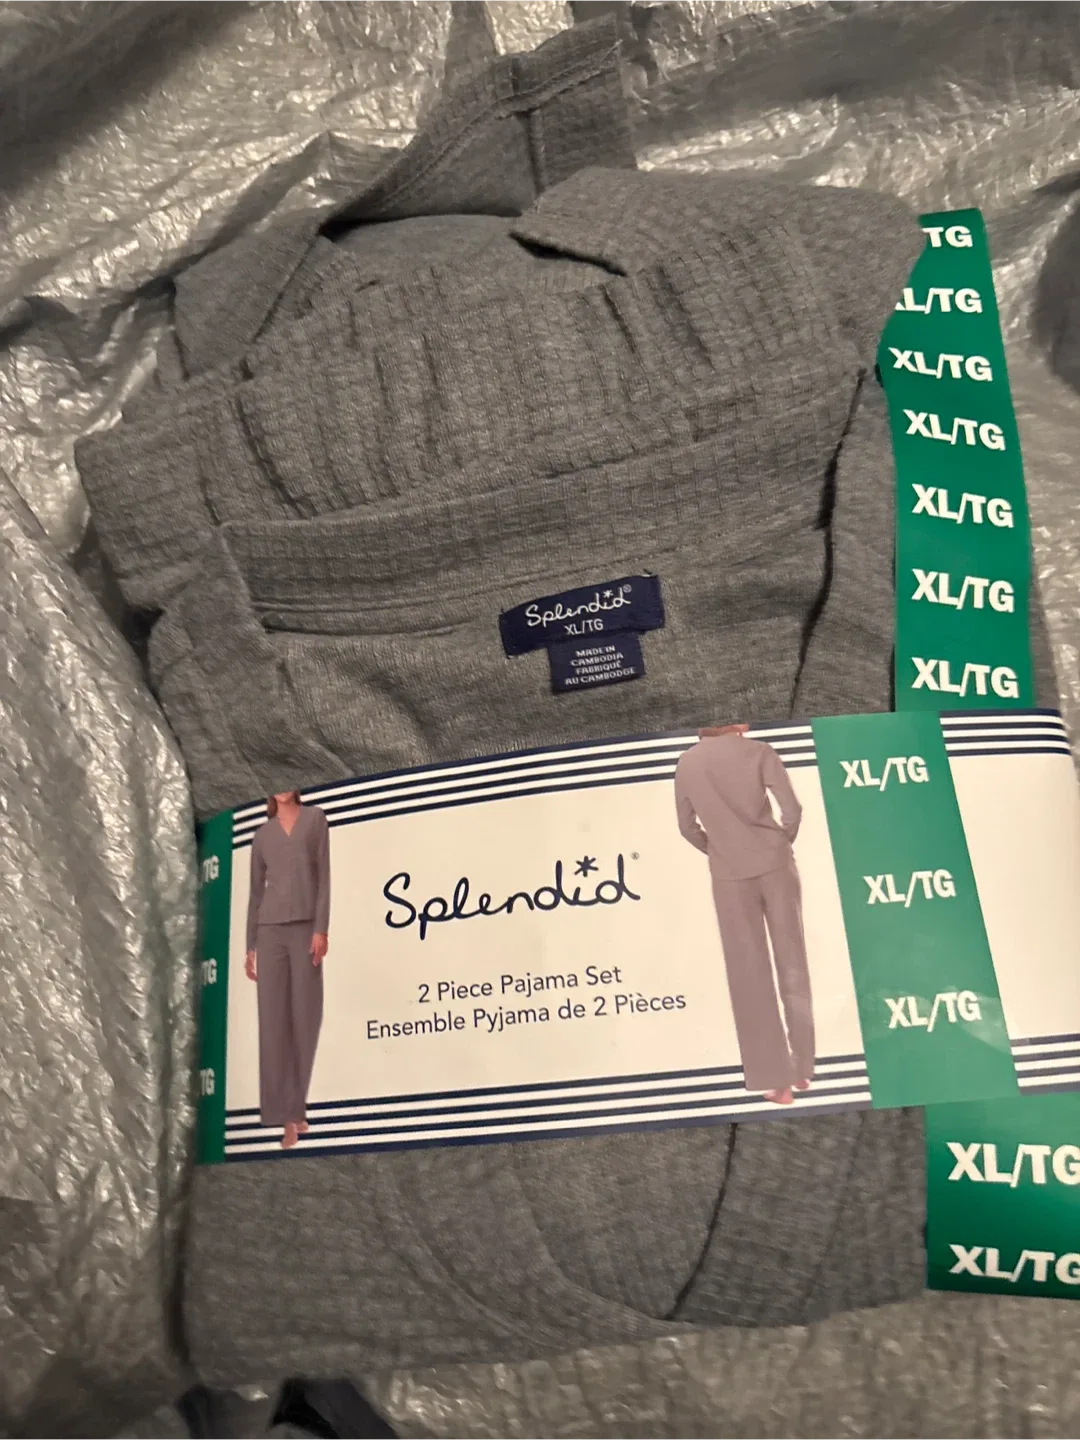 TG
XL/TG
XL/TG
XL/TG
XL/TG
XL/TG
XL/TG
Splendid®
XL/TG
MADE IN
CAMBODIA
FABRIQUÉ
AU CAMBODGE
XL/TG
XL/TG
XL/TG
TG
TG
TG
Splendid®
2 Piece Pajama Set
Ensemble Pyjama de 2 Pièces
XL/TG
XL/TG